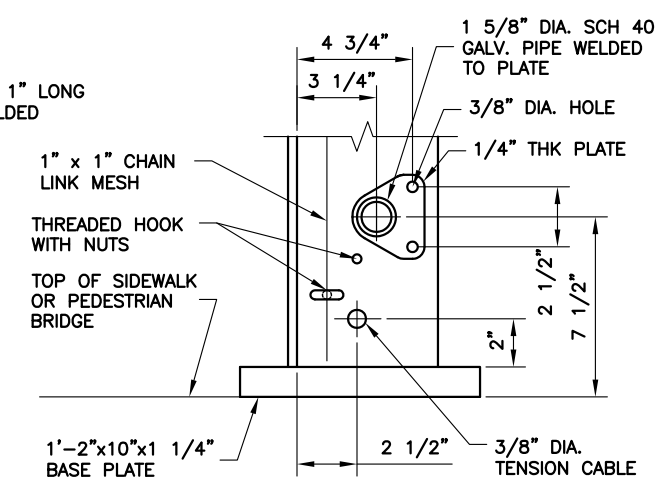 1" LONG
4 3/4"
3 1/4"
1 5/8" DIA. SCH 40
GALV. PIPE WELDED
TO PLATE
3/8" DIA. HOLE
1/4" THK PLATE
1" x 1" CHAIN
LINK MESH
THREADED HOOK
WITH NUTS
TOP OF SIDEWALK
OR PEDESTRIAN
BRIDGE
2 1/2"
7 1/2"
2"
1'-2"x10"x1 1/4"
BASE PLATE
2 1/2"
3/8" DIA.
TENSION CABLE